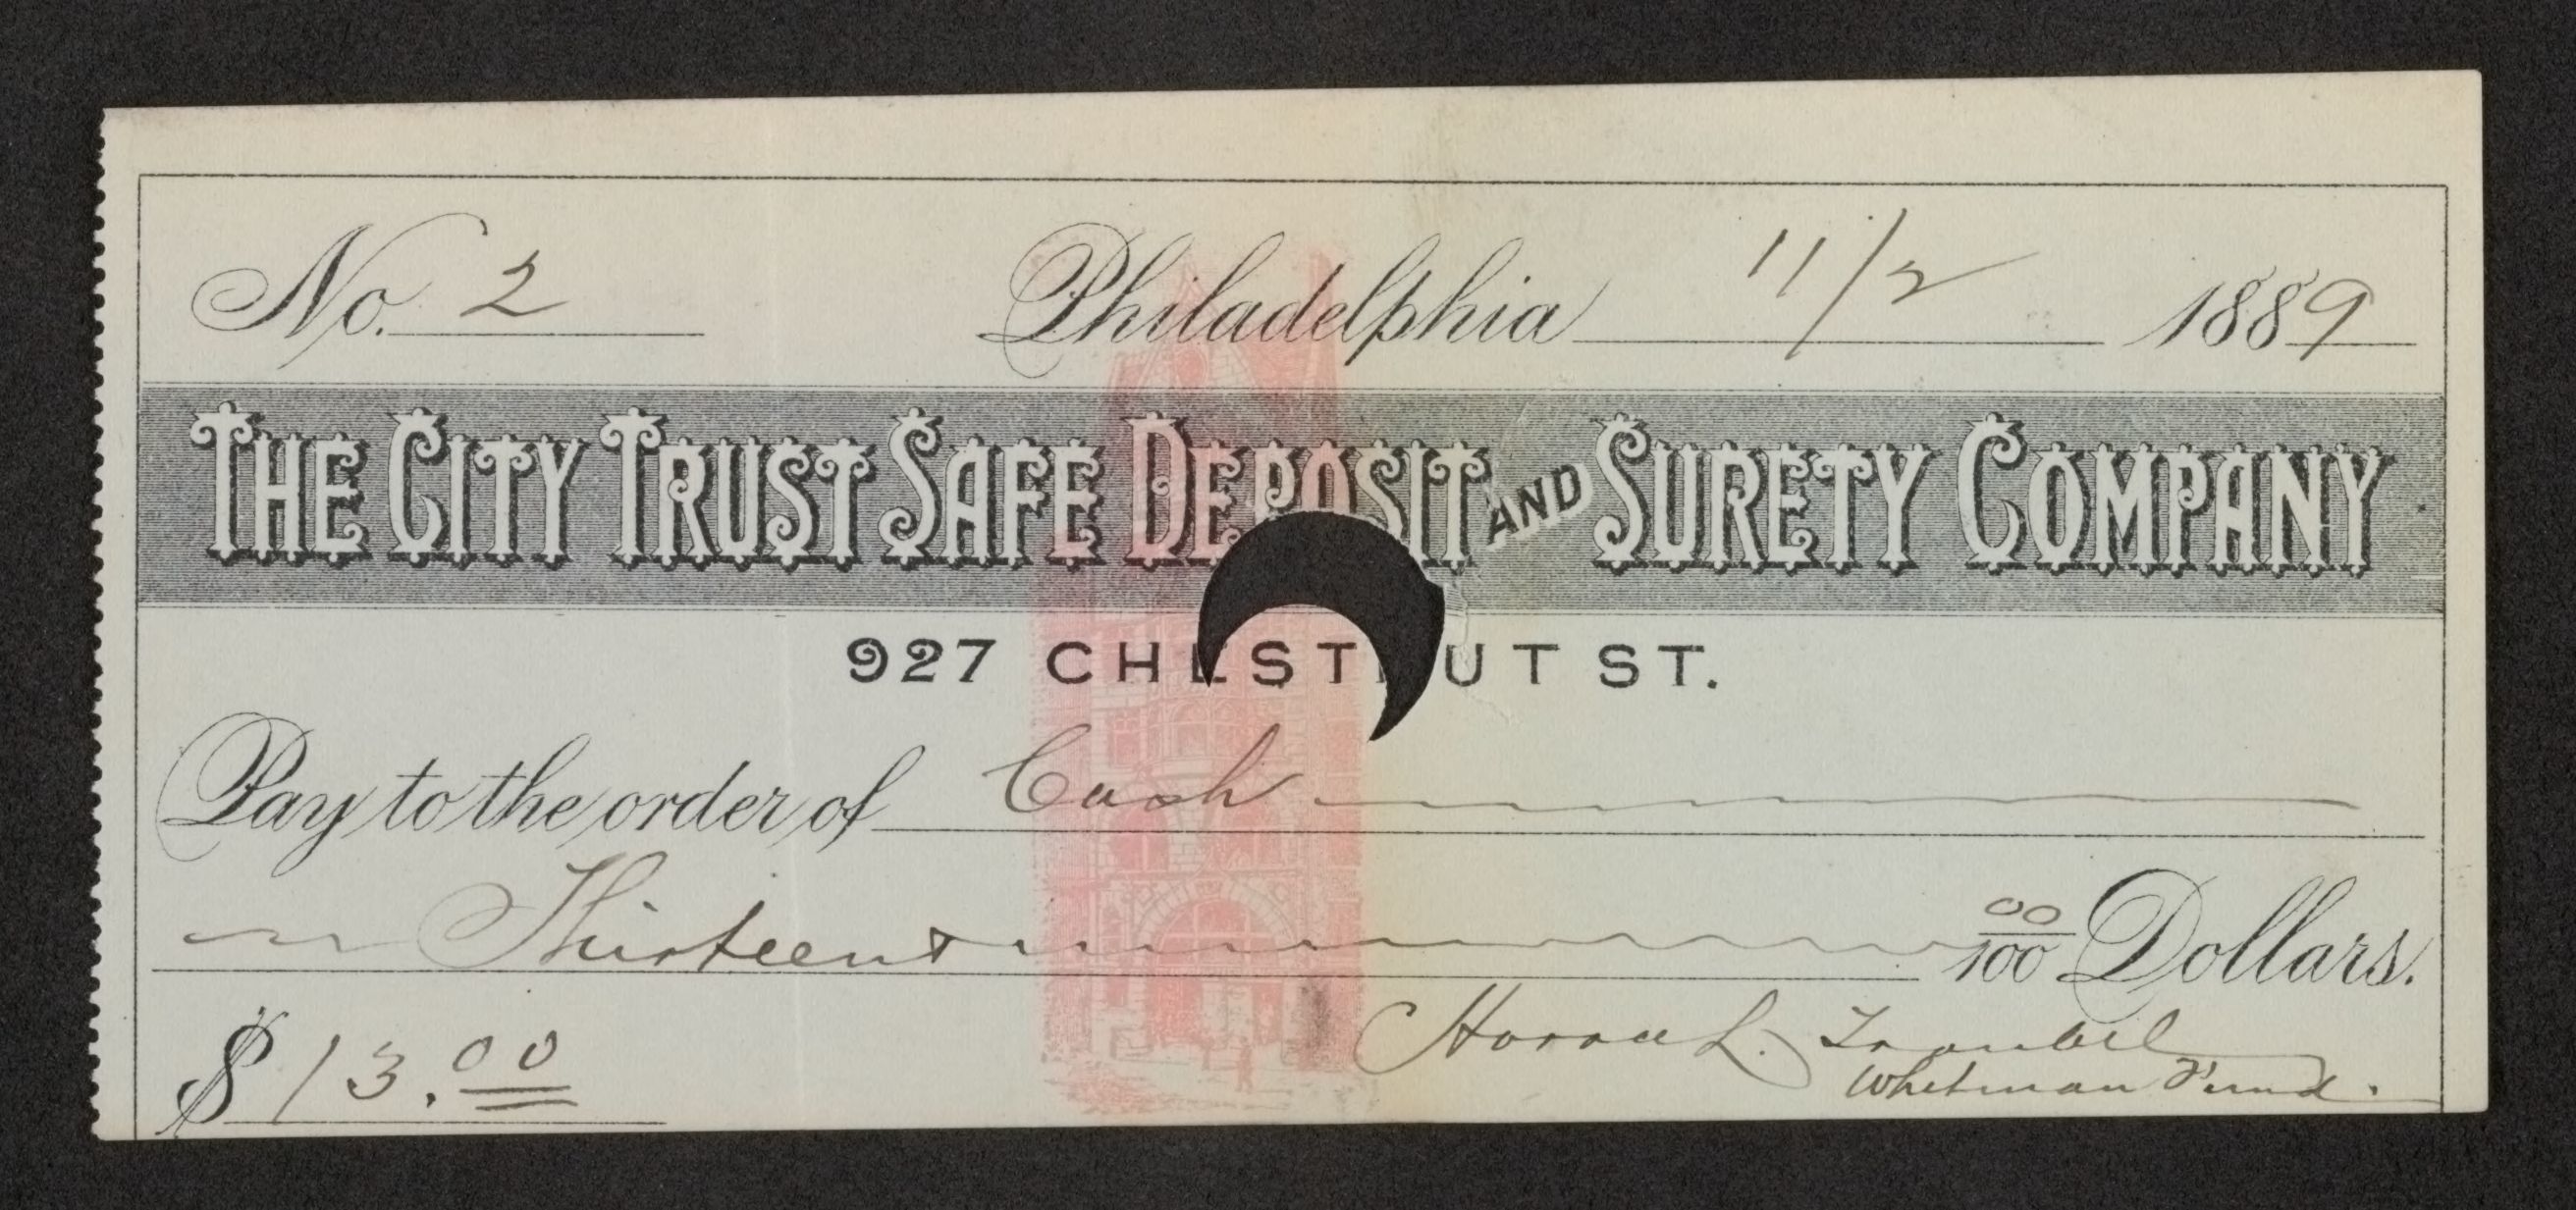 No. 2 Philadelphia 11/2 1889
THE CITY TRUST SAFE DEPOSIT AND SURETY COMPANY
927 CHESTNUT ST.
Pay to the order of Cash
Thirteen & 00/100 Dollars.
$13.00 Horace L. Traubel
Whitman Fund.